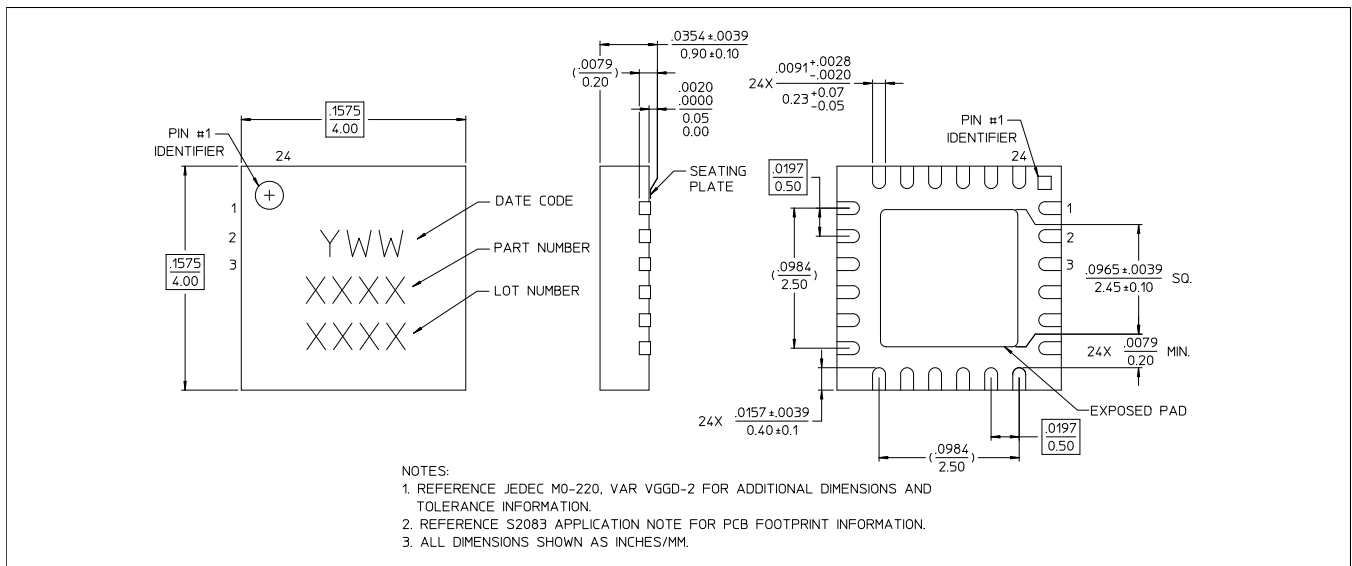 .1575
4.00
PIN #1
IDENTIFIER
24
1
2
3
.1575
4.00
YWW
XXXX
XXXX
DATE CODE
PART NUMBER
LOT NUMBER
.0354±.0039
0.90±0.10
(.0079)
0.20
.0020
.0000
0.05
0.00
SEATING
PLATE
24X .0091 +.0028 -.0020
0.23 +0.07 -0.05
PIN #1
IDENTIFIER
24
.0197
0.50
1
2
3
(.0984)
2.50
.0965±.0039
2.45±0.10 SQ.
24X .0079 MIN.
0.20
24X .0157±.0039
0.40±0.1
EXPOSED PAD
.0197
0.50
(.0984)
2.50
NOTES:
1. REFERENCE JEDEC MO-220, VAR VGGD-2 FOR ADDITIONAL DIMENSIONS AND
TOLERANCE INFORMATION.
2. REFERENCE S2083 APPLICATION NOTE FOR PCB FOOTPRINT INFORMATION.
3. ALL DIMENSIONS SHOWN AS INCHES/MM.